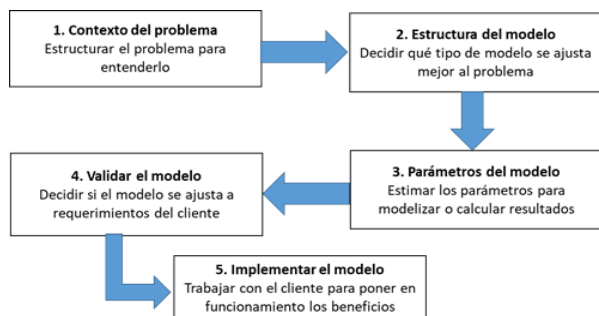 1. Contexto del problema
Estructurar el problema para
entenderlo
2. Estructura del modelo
Decidir qué tipo de modelo se ajusta
mejor al problema
3. Parámetros del modelo
Estimar los parámetros para
modelizar o calcular resultados
4. Validar el modelo
Decidir si el modelo se ajusta a
requerimientos del cliente
5. Implementar el modelo
Trabajar con el cliente para poner en
funcionamiento los beneficios